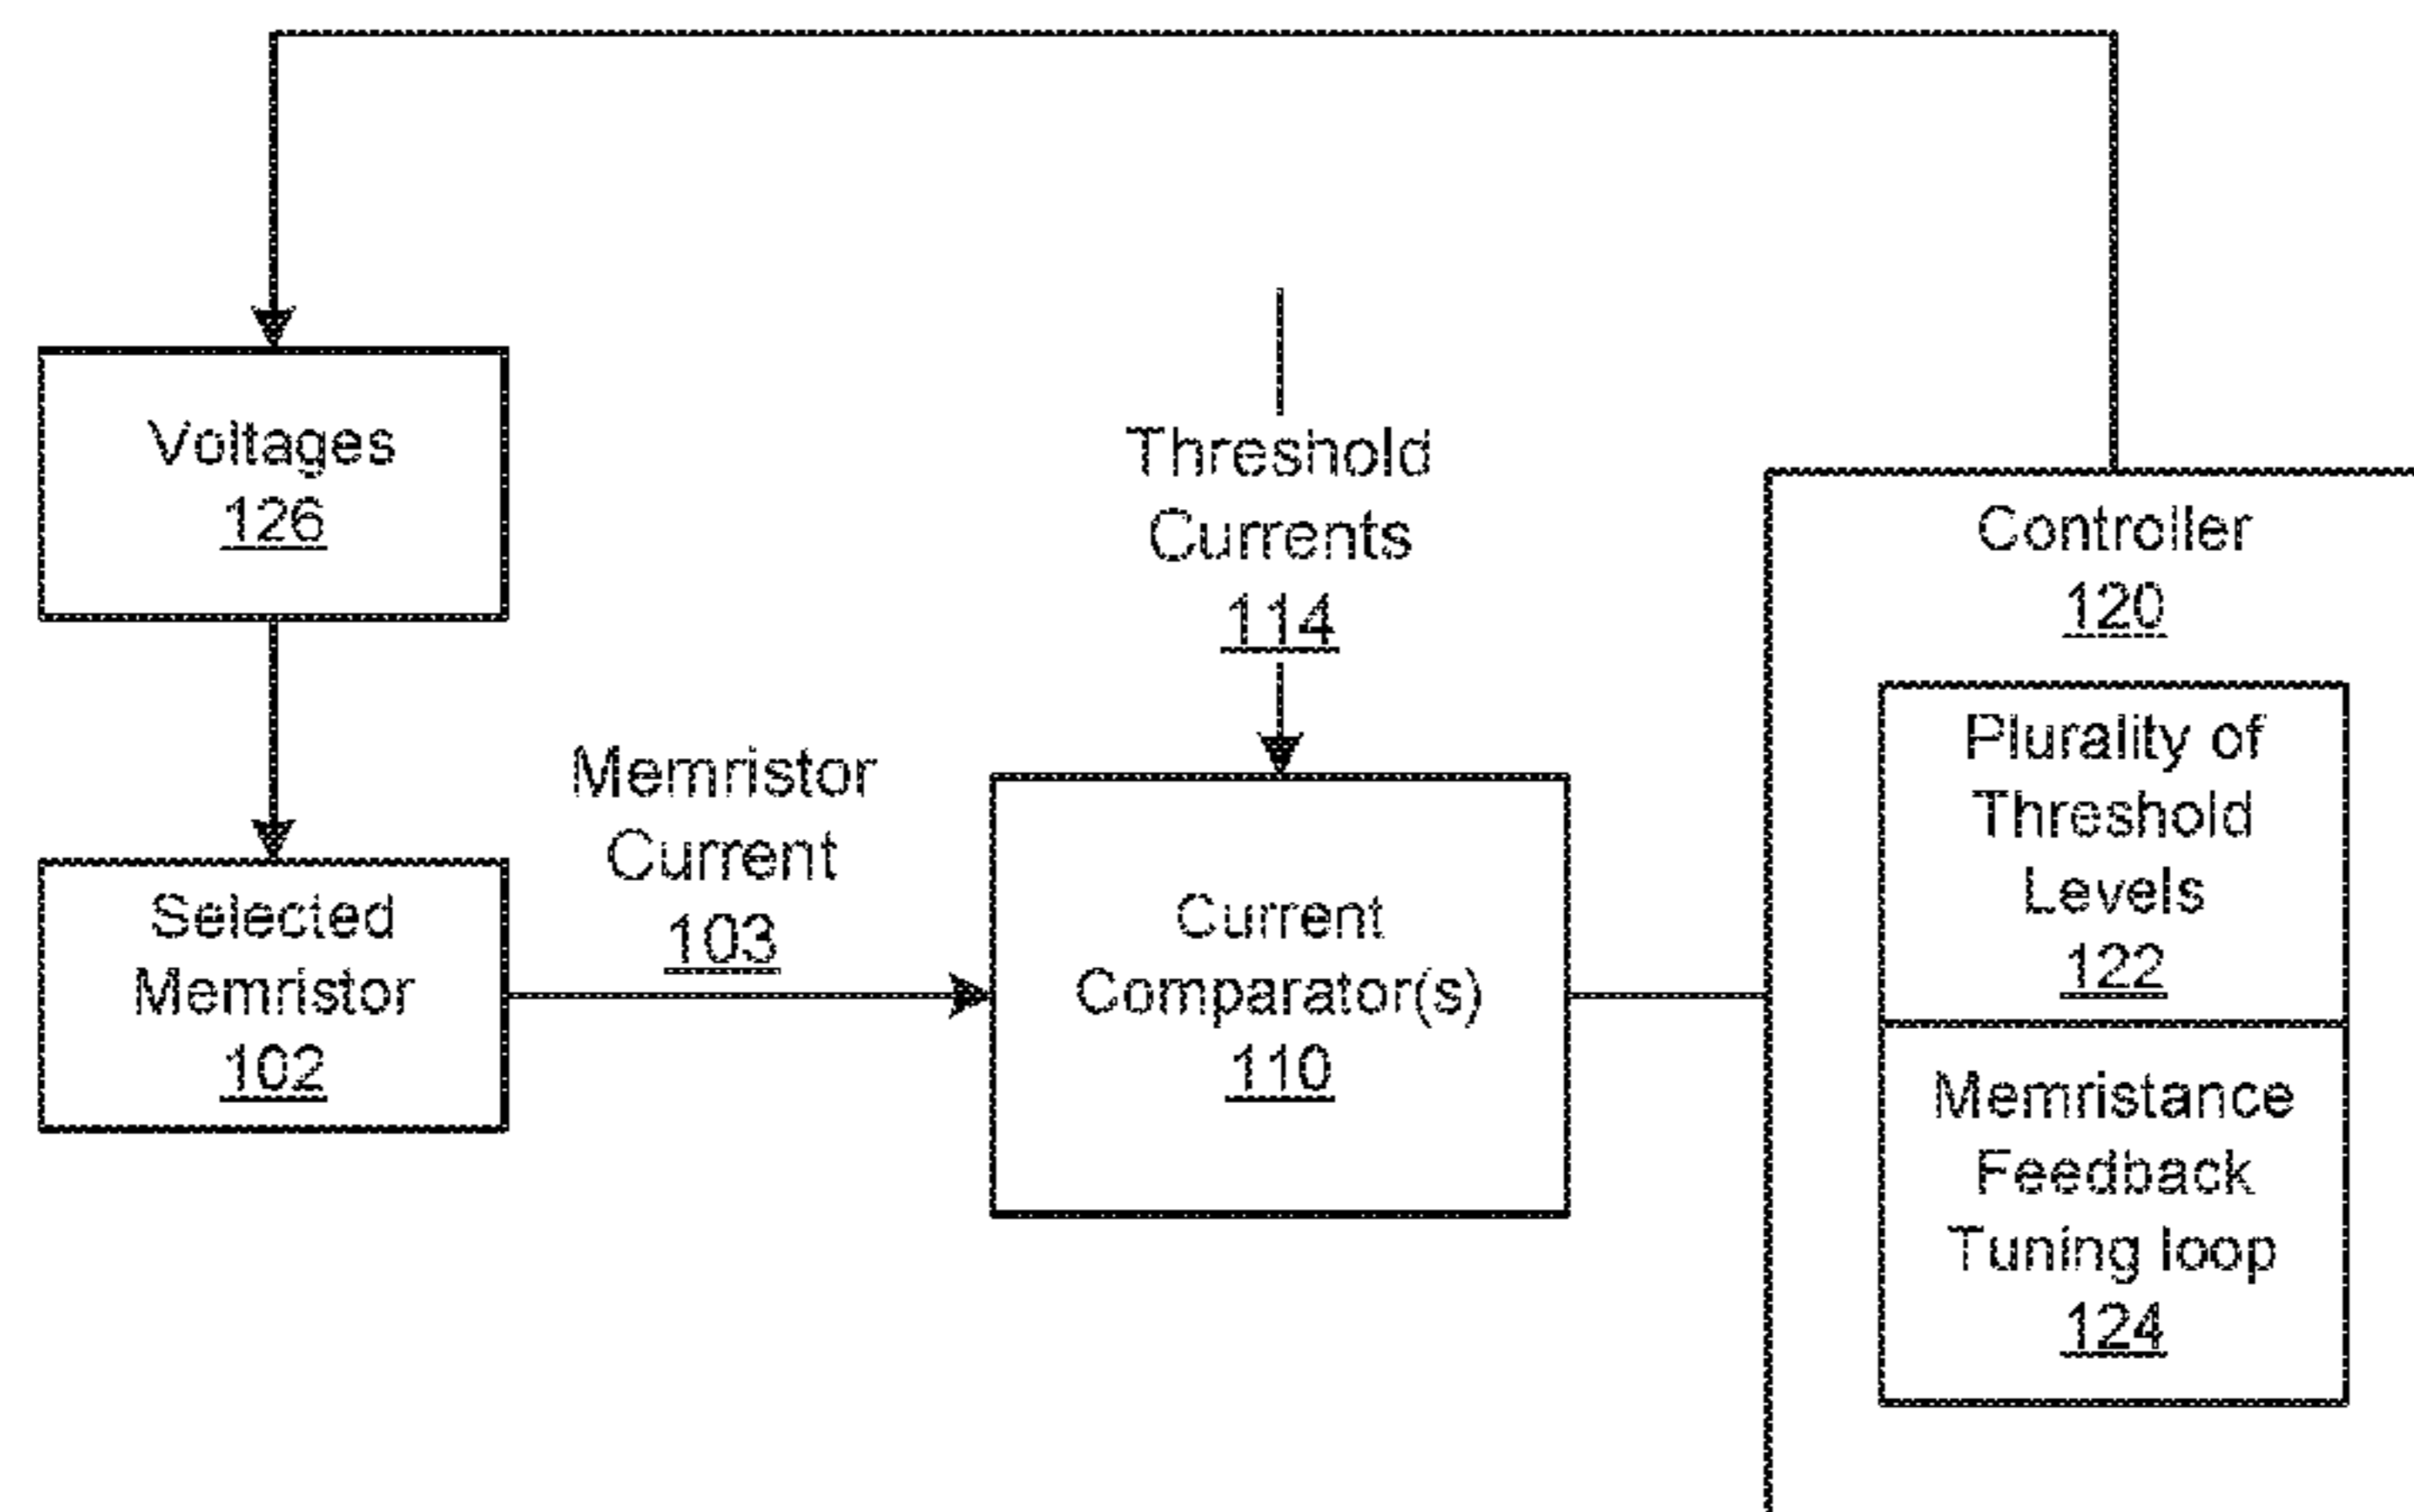 Voltages
126
Threshold
Currents
114
Controller
120
Plurality of
Threshold
Levels
122
Memristor
Current
103
Selected
Memristor
102
Current
Comparator(s)
110
Memristance
Feedback
Tuning loop
124